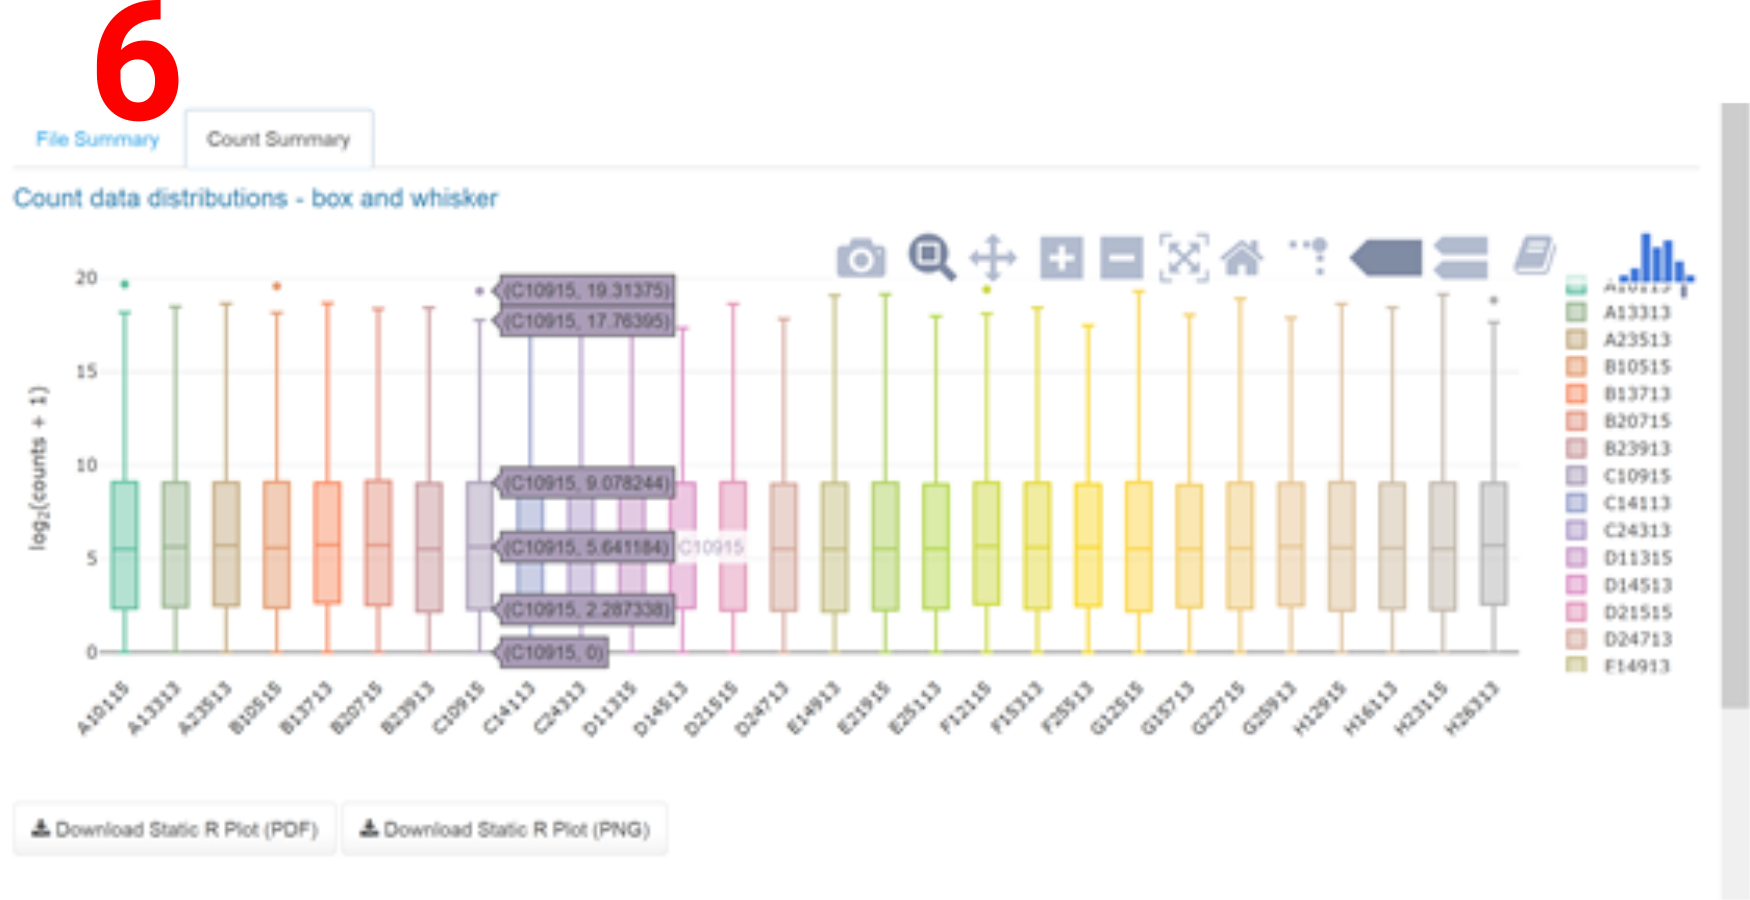 6
File Summary
Count Summary
Count data distributions - box and whisker
20
15
10
5
0
log2(counts + 1)
(C10915, 19.31375)
(C10915, 17.76395)
(C10915, 9.078244)
(C10915, 5.641184)
C10915
(C10915, 2.287338)
(C10915, 0)
A10115
A13313
A23513
B10515
B13713
B20715
B23913
C10915
C14113
C24313
D11315
D14513
D21515
D24713
E14913
E21915
E25113
F12115
F15313
F25513
G12515
G15713
G22715
G25913
H12915
H16113
H23115
H26313
A10115
A13313
A23513
B10515
B13713
B20715
B23913
C10915
C14113
C24313
D11315
D14513
D21515
D24713
E14913
Download Static R Plot (PDF)
Download Static R Plot (PNG)